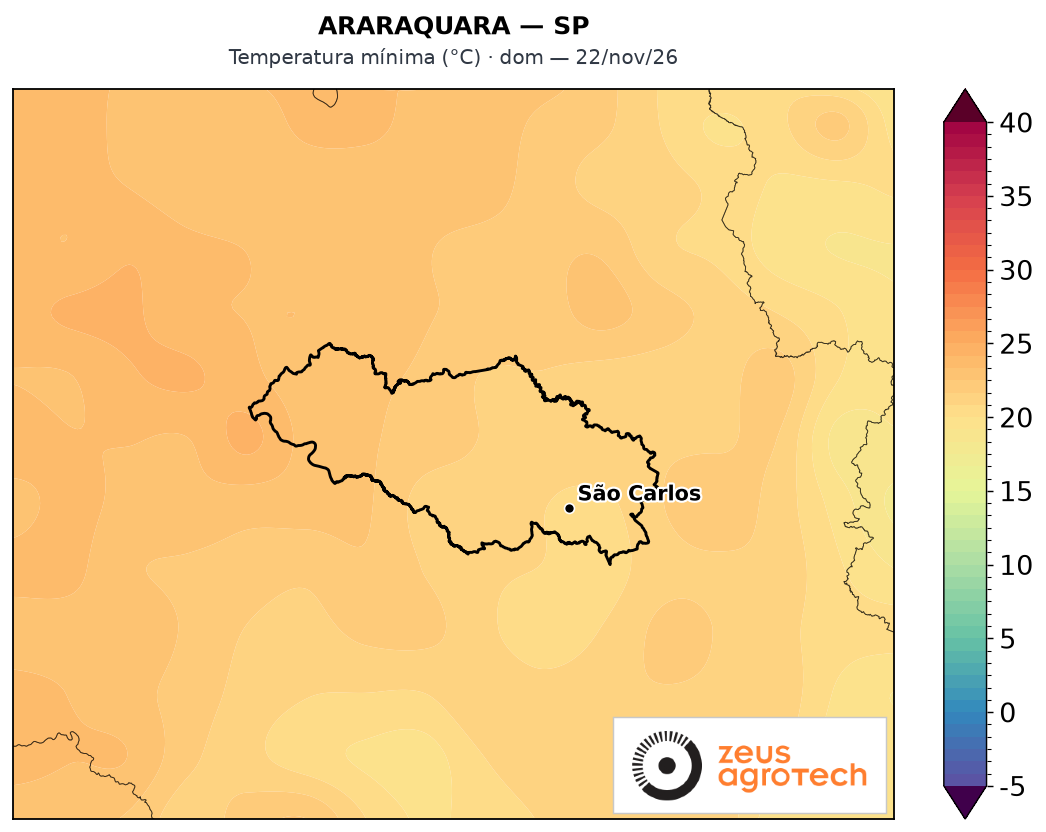 ARARAQUARA — SP
Temperatura mínima (°C) · dom — 22/nov/26
São Carlos
40
35
30
25
20
15
10
5
0
-5
zeus
agrotech